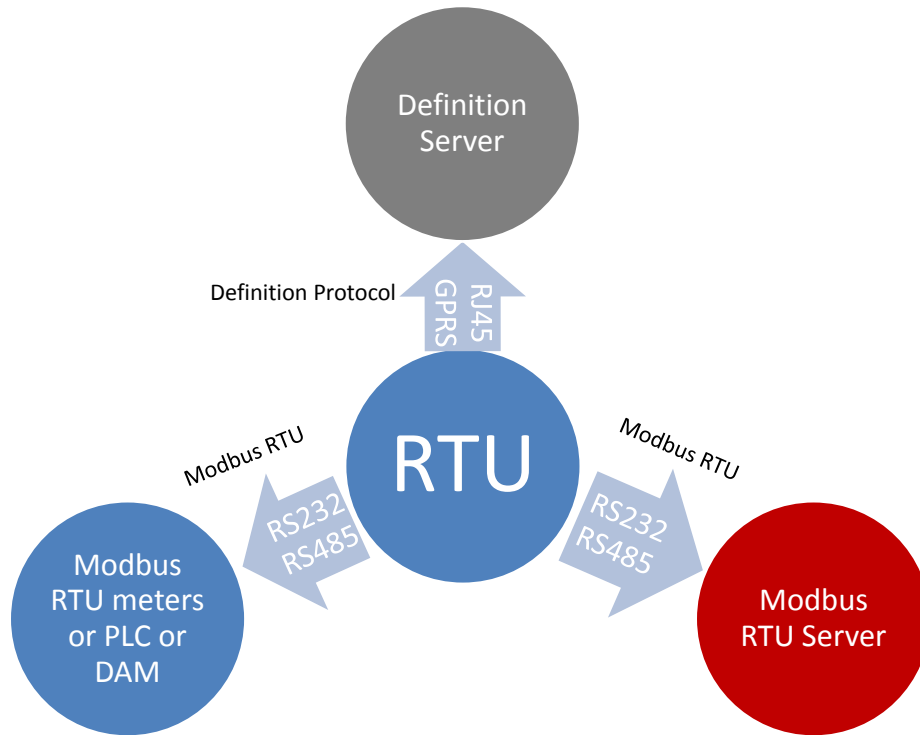 Definition
Server
Definition Protocol
RJ45
GPRS
RTU
Modbus RTU
RS232
RS485
Modbus RTU
RS232
RS485
Modbus
RTU meters
or PLC or
DAM
Modbus
RTU Server